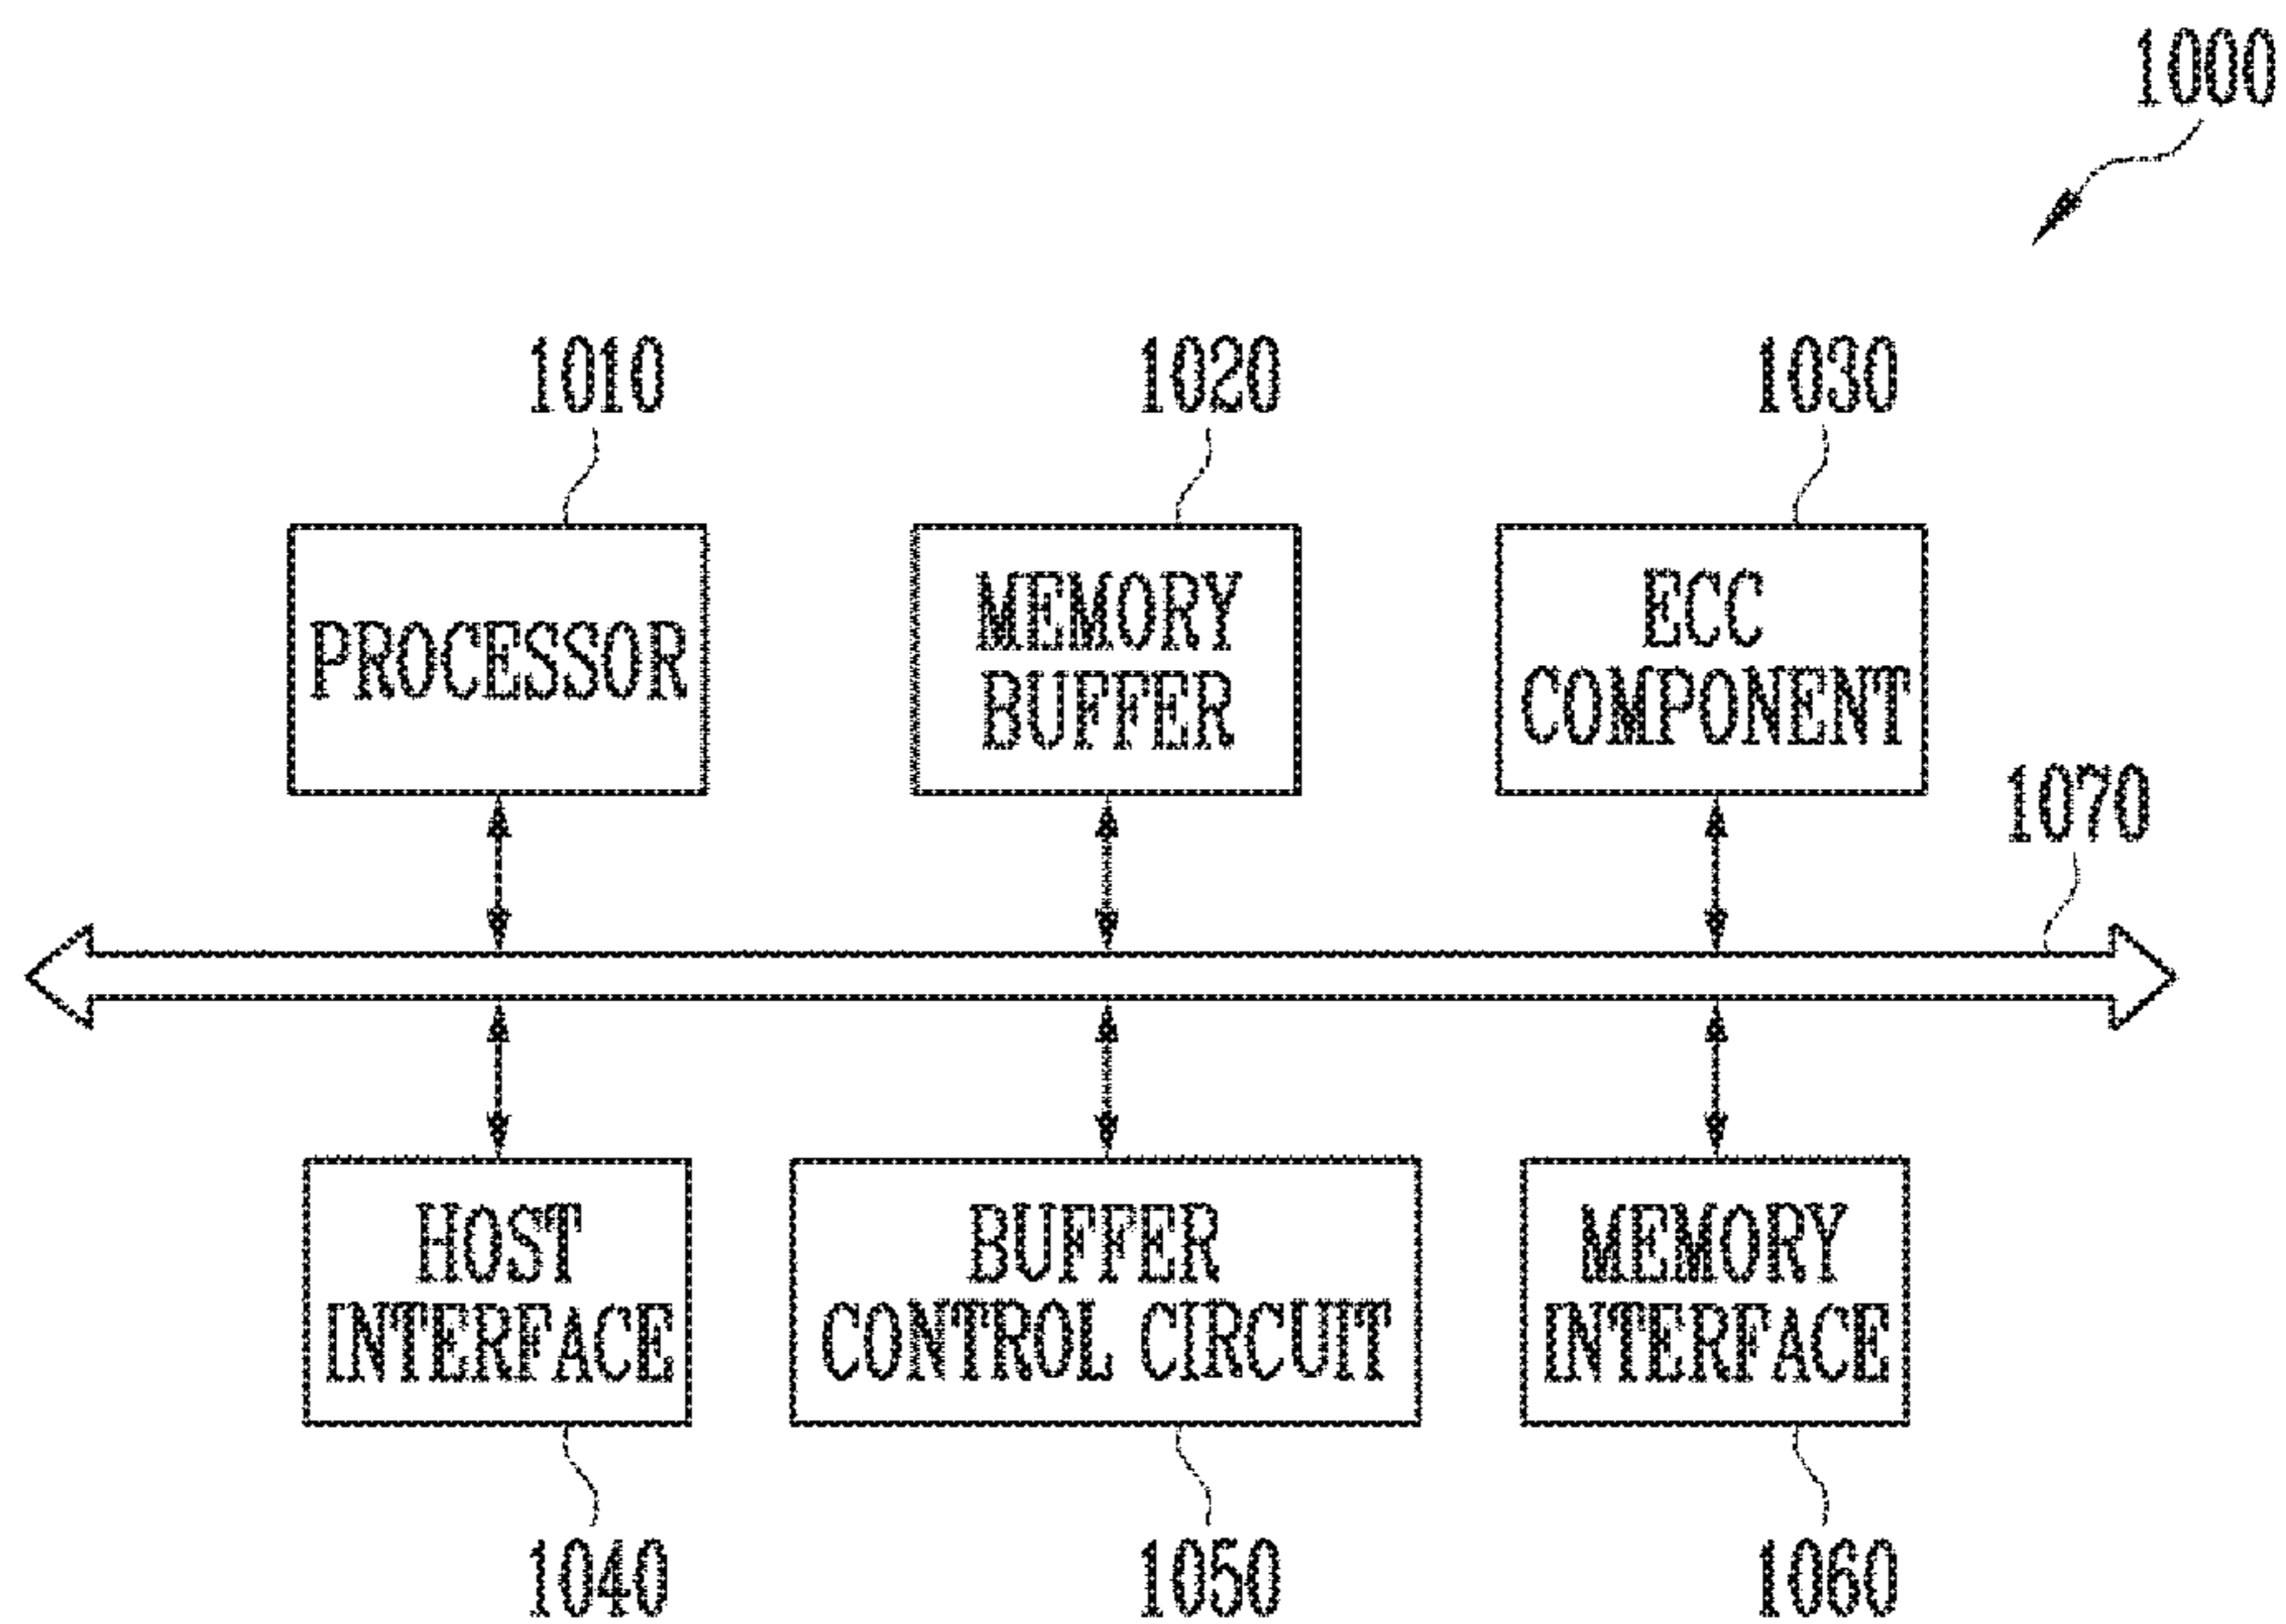 1000
1010
1020
1030
PROCESSOR
MEMORY
BUFFER
ECC
COMPONENT
1070
HOST
INTERFACE
BUFFER
CONTROL CIRCUIT
MEMORY
INTERFACE
1040
1050
1060